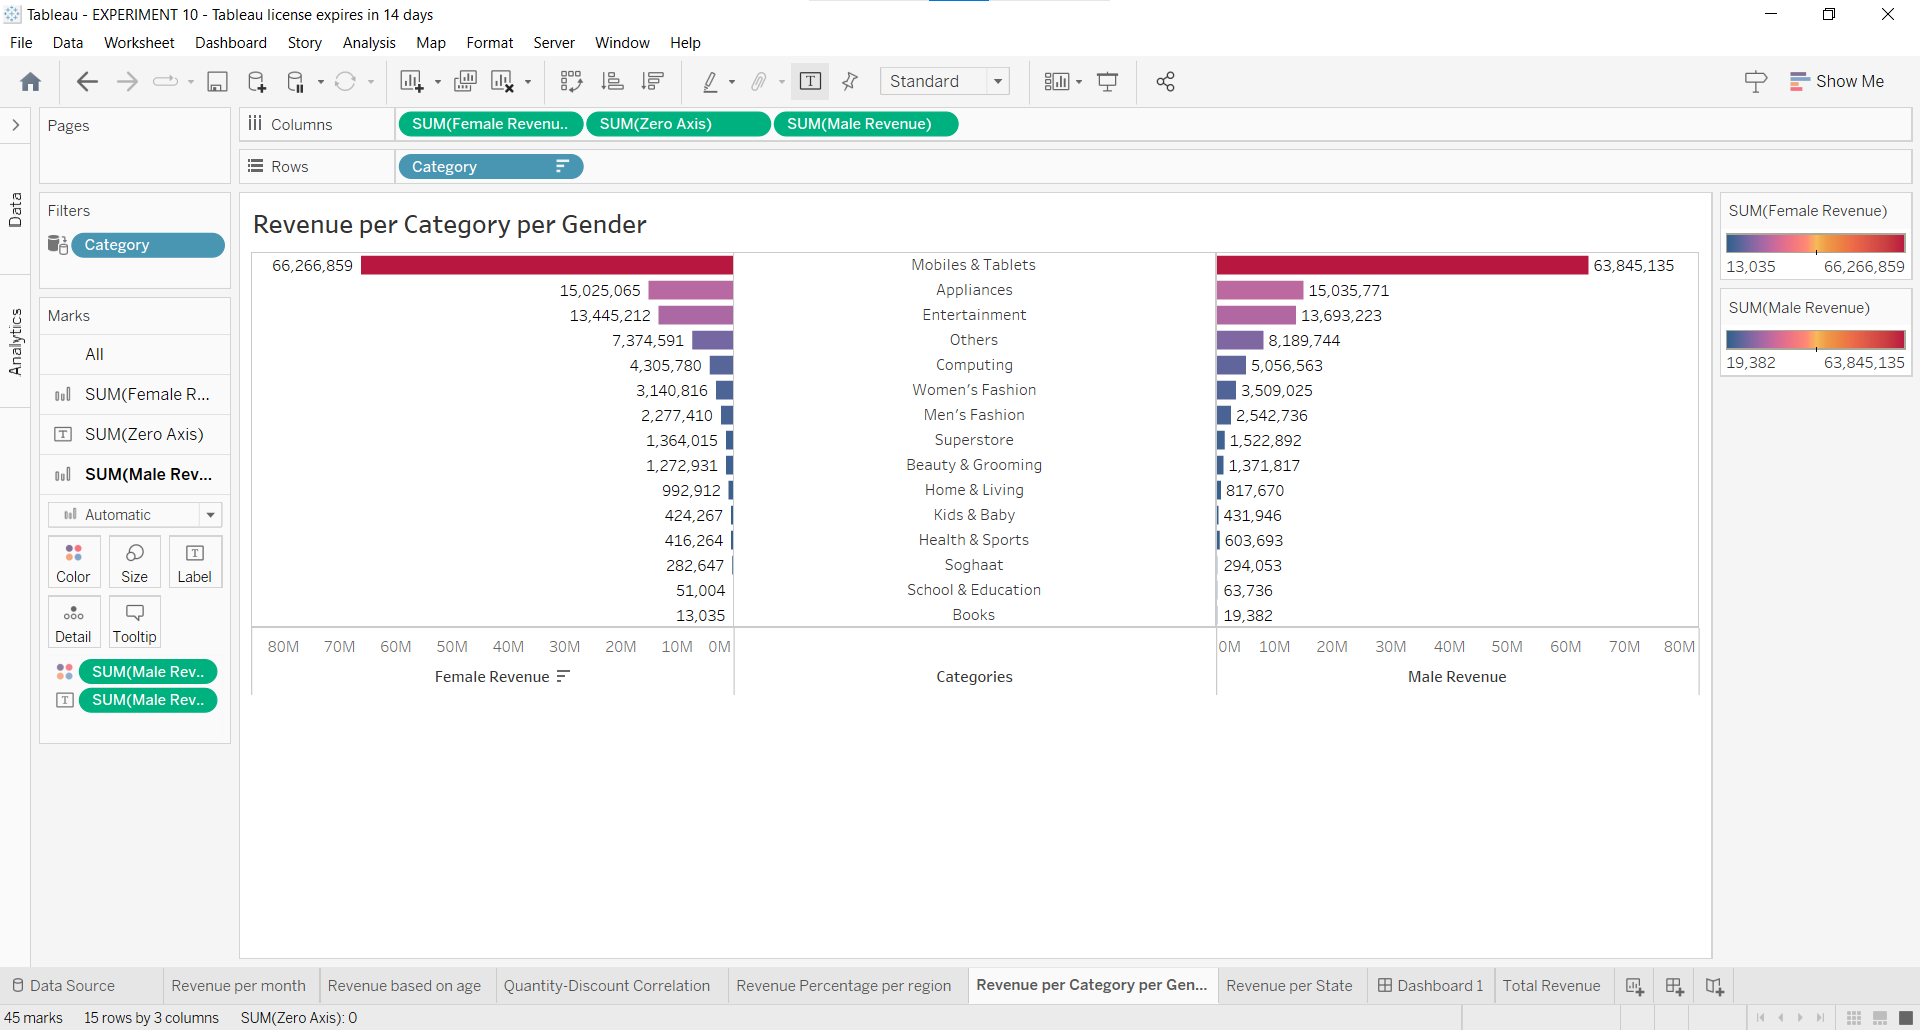 Tableau - EXPERIMENT 10 - Tableau license expires in 14 days
File Data Worksheet Dashboard Story Analysis Map Format Server Window Help
Standard
Show Me
Data
Analytics
Pages
Filters
Category
Marks
All
SUM(Female R...
SUM(Zero Axis)
SUM(Male Rev...
Automatic
Color Size Label
Detail Tooltip
SUM(Male Rev..
SUM(Male Rev..
Columns SUM(Female Revenu.. SUM(Zero Axis) SUM(Male Revenue)
Rows Category
Revenue per Category per Gender
66,266,859 Mobiles & Tablets 63,845,135
15,025,065 Appliances 15,035,771
13,445,212 Entertainment 13,693,223
7,374,591 Others 8,189,744
4,305,780 Computing 5,056,563
3,140,816 Women's Fashion 3,509,025
2,277,410 Men's Fashion 2,542,736
1,364,015 Superstore 1,522,892
1,272,931 Beauty & Grooming 1,371,817
992,912 Home & Living 817,670
424,267 Kids & Baby 431,946
416,264 Health & Sports 603,693
282,647 Soghaat 294,053
51,004 School & Education 63,736
13,035 Books 19,382
80M 70M 60M 50M 40M 30M 20M 10M 0M 0M 10M 20M 30M 40M 50M 60M 70M 80M
Female Revenue Categories Male Revenue
SUM(Female Revenue)
13,035 66,266,859
SUM(Male Revenue)
19,382 63,845,135
Data Source Revenue per month Revenue based on age Quantity-Discount Correlation Revenue Percentage per region Revenue per Category per Gen... Revenue per State Dashboard 1 Total Revenue
45 marks 15 rows by 3 columns SUM(Zero Axis): 0